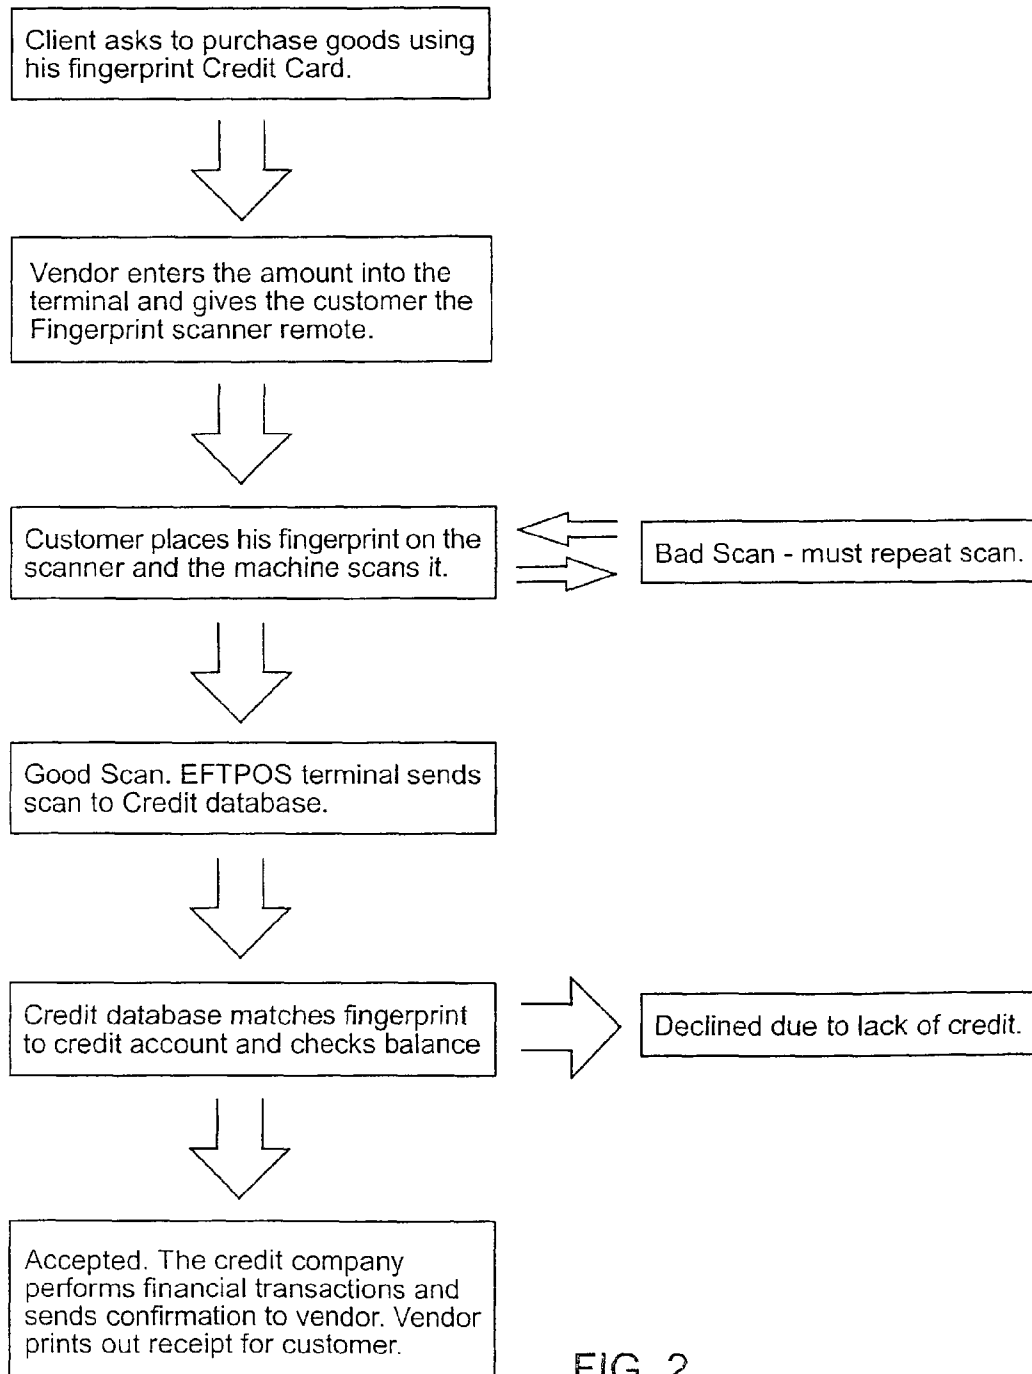 Client asks to purchase goods using
his fingerprint Credit Card.
Vendor enters the amount into the
terminal and gives the customer the
Fingerprint scanner remote.
Customer places his fingerprint on the
scanner and the machine scans it.
Bad Scan - must repeat scan.
Good Scan. EFTPOS terminal sends
scan to Credit database.
Credit database matches fingerprint
to credit account and checks balance
Declined due to lack of credit.
Accepted. The credit company
performs financial transactions and
sends confirmation to vendor. Vendor
prints out receipt for customer.
FIG. 2